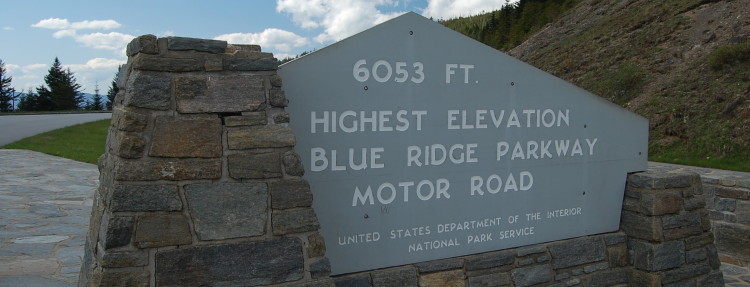 6053 FT.
HIGHEST ELEVATION
BLUE RIDGE PARKWAY
MOTOR ROAD
UNITED STATES DEPARTMENT OF THE INTERIOR
NATIONAL PARK SERVICE